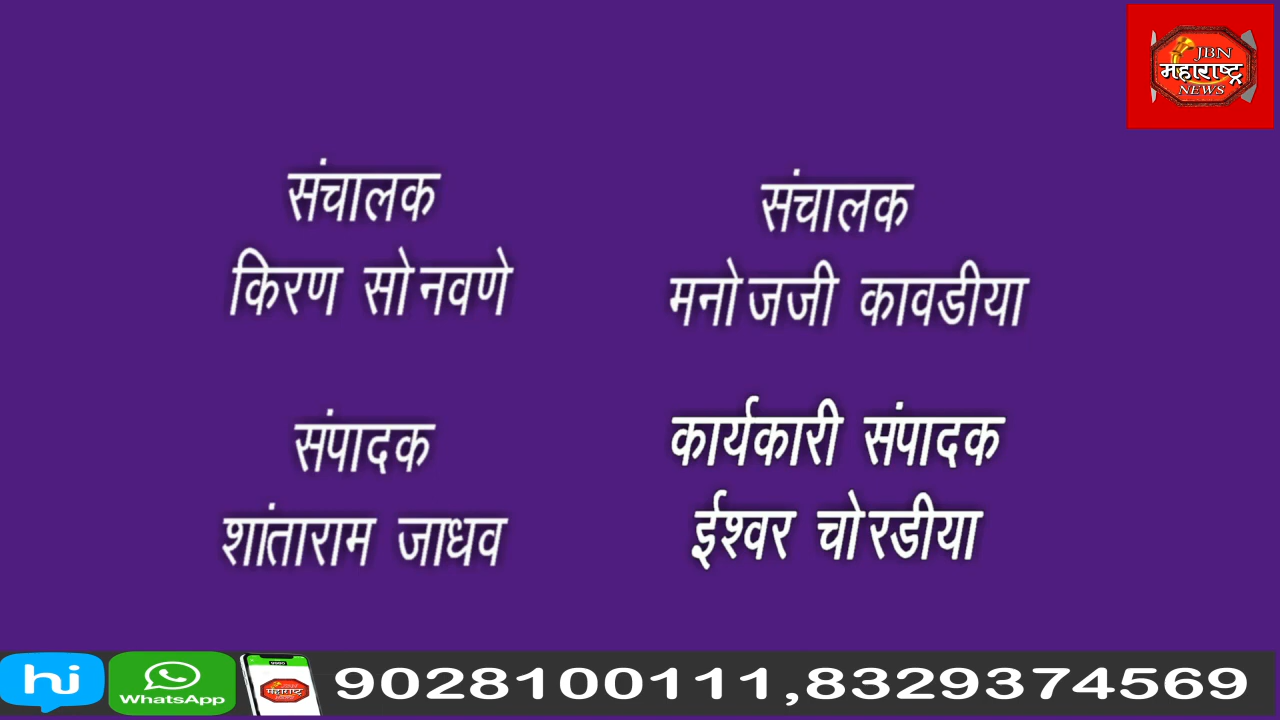 JBN
महाराष्ट्र
NEWS
संचालक
किरण सोनवणे
संचालक
मनोजजी कावडीया
संपादक
शांताराम जाधव
कार्यकारी संपादक
ईश्वर चोरडीया
hi
WhatsApp
महाराष्ट्र
9028100111,8329374569